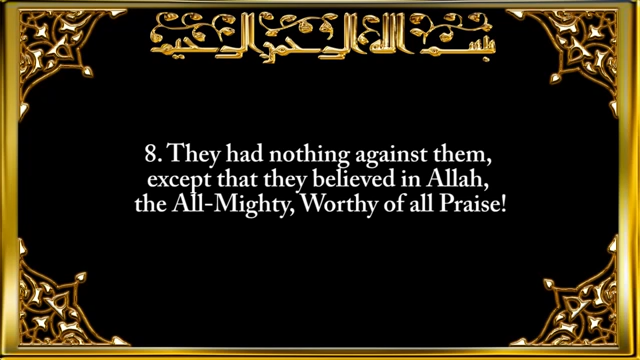 بسم الله الرحمن الرحيم
8. They had nothing against them,
except that they believed in Allah,
the All-Mighty, Worthy of all Praise!